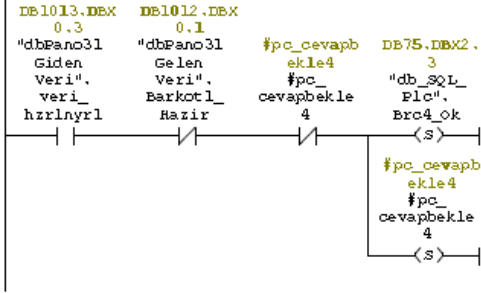 DB1013.DBX
0.3
"dbPano31
Giden
Veri".
veri_
hzrlnyrl
DB1012.DBX
0.1
"dbPano31
Gelen
Veri".
Barkotl_
Hazir
#pc_cevapb
ekle4
#pc_
cevapbekle
4
DB75.DBX2.
3
"db_SQL_
Plc".
Brc4_Ok
(S)
#pc_cevapb
ekle4
#pc_
cevapbekle
4
(S)